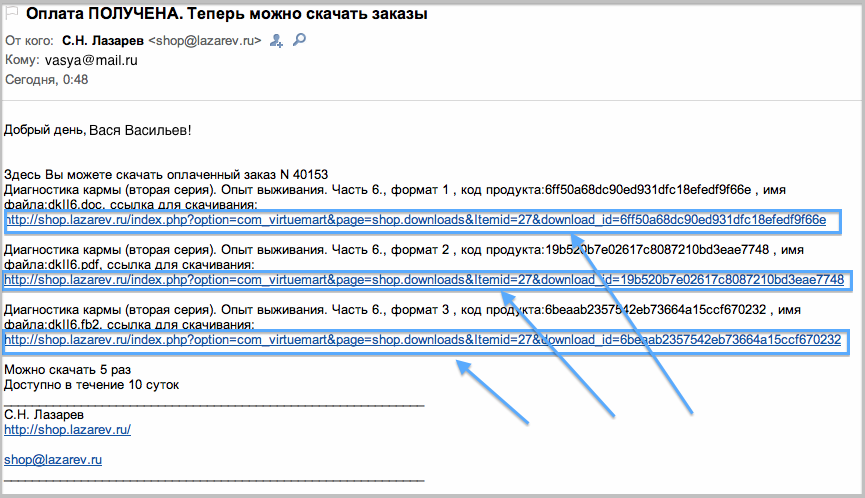 Оплата ПОЛУЧЕНА. Теперь можно скачать заказы
От кого: С.Н. Лазарев <shop@lazarev.ru>
Кому: vasya@mail.ru
Сегодня, 0:48
Добрый день, Вася Васильев!
Здесь Вы можете скачать оплаченный заказ N 40153
Диагностика кармы (вторая серия). Опыт выживания. Часть 6., формат 1 , код продукта:6ff50a68dc90ed931dfc18efedf9f66e , имя
файла:dkII6.doc, ссылка для скачивания:
http://shop.lazarev.ru/index.php?option=com_virtuemart&page=shop.downloads&Itemid=27&download_id=6ff50a68dc90ed931dfc18efedf9f66e
Диагностика кармы (вторая серия). Опыт выживания. Часть 6., формат 2 , код продукта:19b520b7e02617c8087210bd3eae7748 , имя
файла:dkII6.pdf, ссылка для скачивания:
http://shop.lazarev.ru/index.php?option=com_virtuemart&page=shop.downloads&Itemid=27&download_id=19b520b7e02617c8087210bd3eae7748
Диагностика кармы (вторая серия). Опыт выживания. Часть 6., формат 3 , код продукта:6beaab2357542eb73664a15ccf670232 , имя
файла:dkII6.fb2, ссылка для скачивания:
http://shop.lazarev.ru/index.php?option=com_virtuemart&page=shop.downloads&Itemid=27&download_id=6beaab2357542eb73664a15ccf670232
Можно скачать 5 раз
Доступно в течение 10 суток
С.Н. Лазарев
http://shop.lazarev.ru/
shop@lazarev.ru